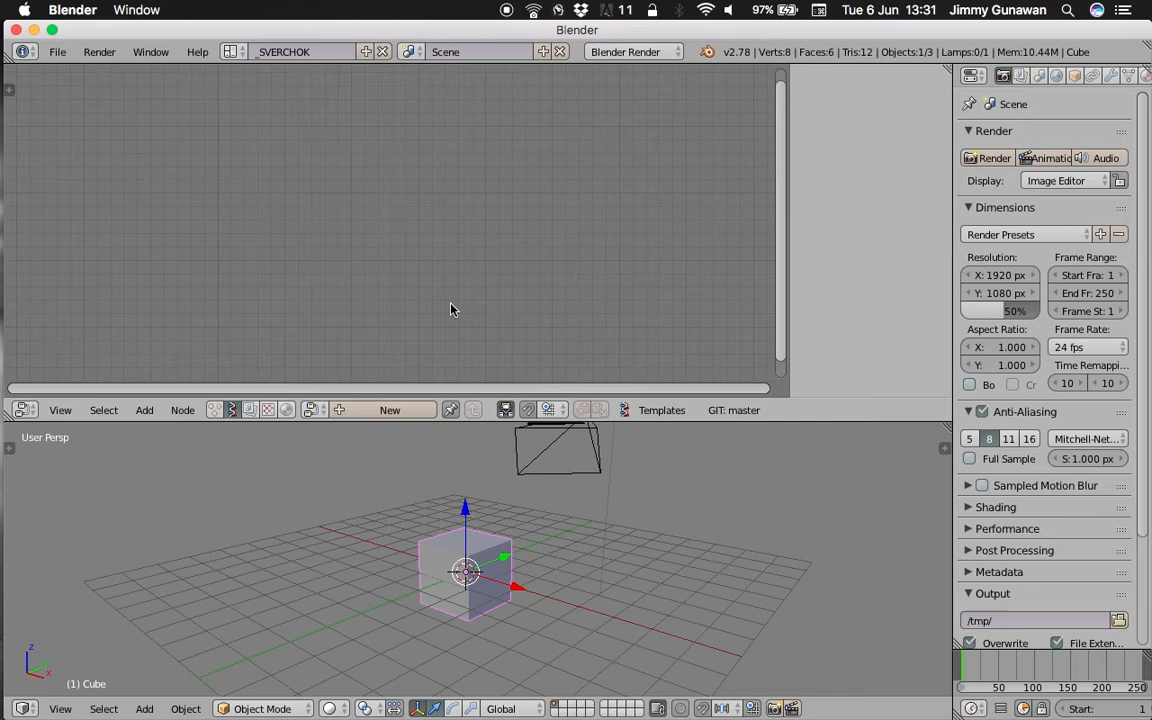 Blender Window 11 97% Tue 6 Jun 13:31 Jimmy Gunawan
Blender
File Render Window Help _SVERCHOK Scene Blender Render v2.78 | Verts:8 | Faces:6 | Tris:12 | Objects:1/3 | Lamps:0/1 | Mem:10.44M | Cube
Scene
Render
Render Animatic Audio
Display: Image Editor
Dimensions
Render Presets
Resolution: Frame Range:
X: 1920 px Start Fra: 1
Y: 1080 px End Fr: 250
50% Frame St: 1
Aspect Ratio: Frame Rate:
X: 1.000 24 fps
Y: 1.000 Time Remappi...
Bo Cr 10 10
Anti-Aliasing
5 8 11 16 Mitchell-Net...
Full Sample S: 1.000 px
Sampled Motion Blur
Shading
Performance
Post Processing
Metadata
Output
/tmp/
Overwrite File Exten...
View Select Add Node New Templates GIT: master
User Persp
z
x
(1) Cube
0 50 100 150 200 250
View Select Add Object Object Mode Global Start: 1